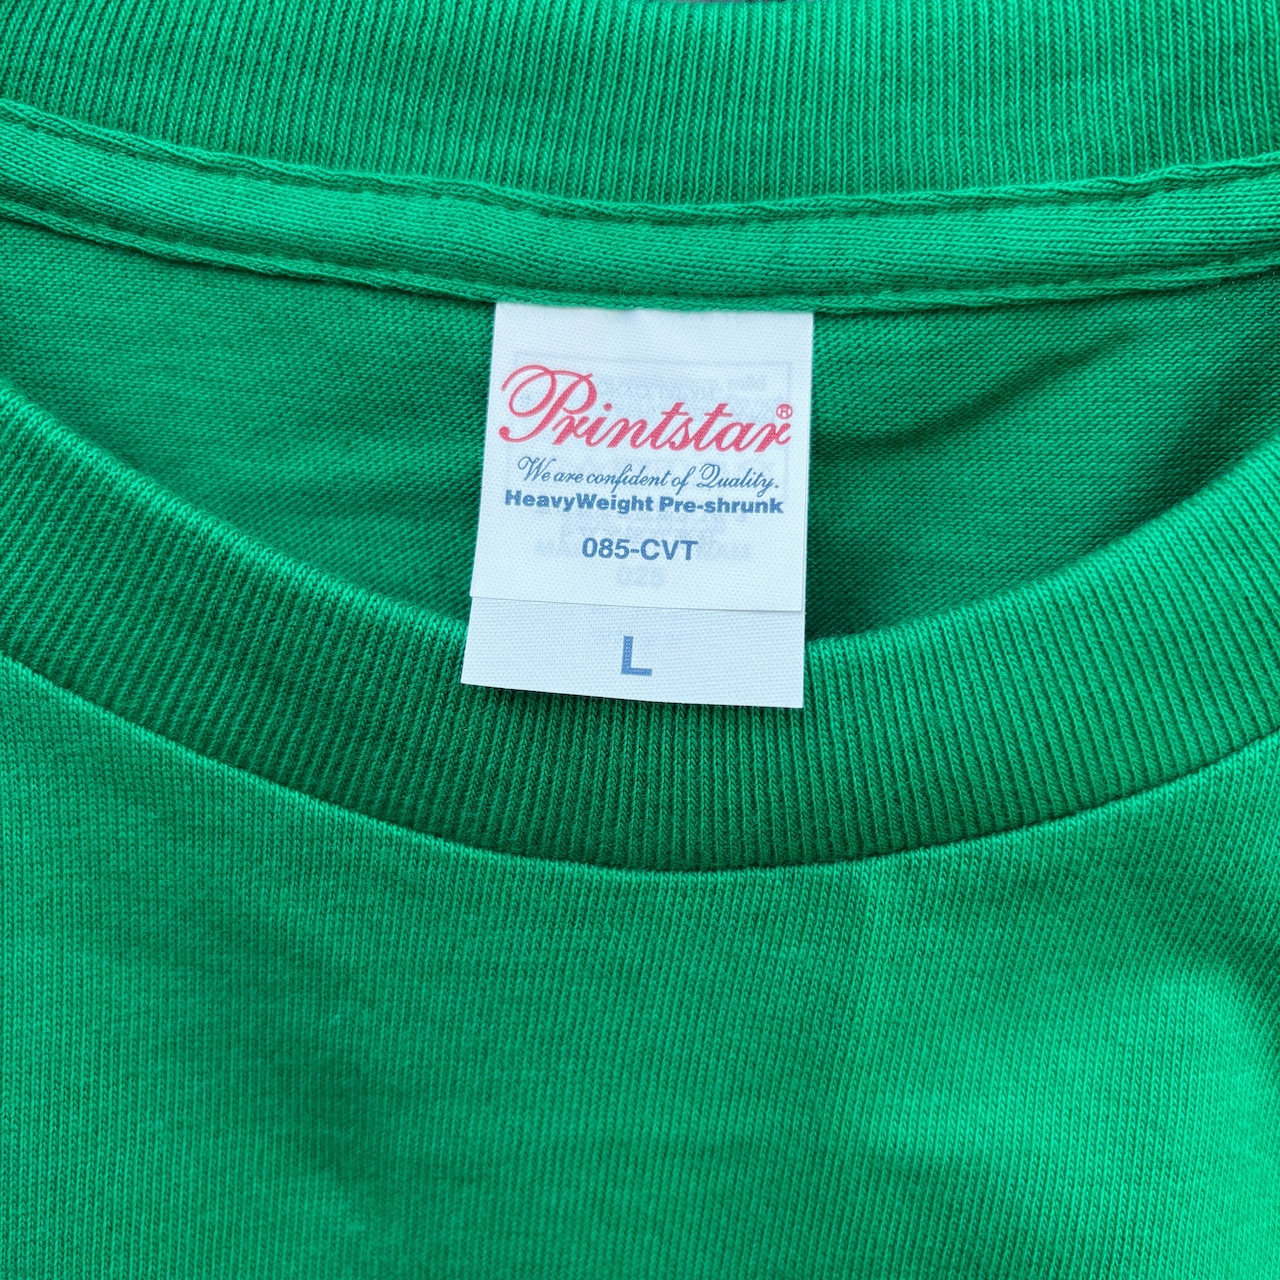 Printstar®
We are confident of Quality.
HeavyWeight Pre-shrunk
085-CVT
L